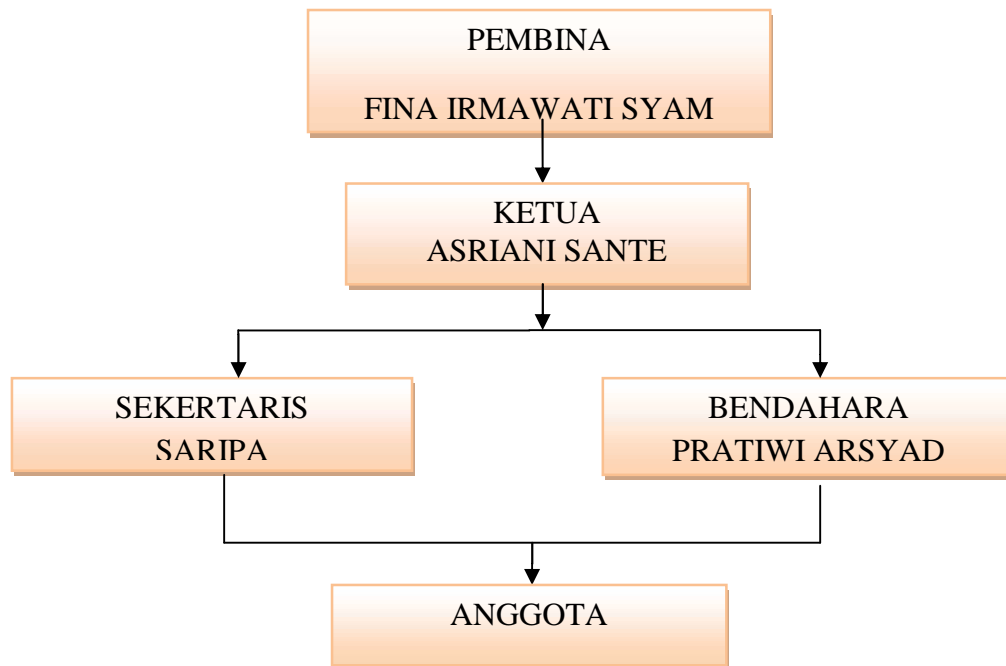 PEMBINA
FINA IRMAWATI SYAM
KETUA
ASRIANI SANTE
SEKERTARIS
SARIPA
BENDAHARA
PRATIWI ARSYAD
ANGGOTA